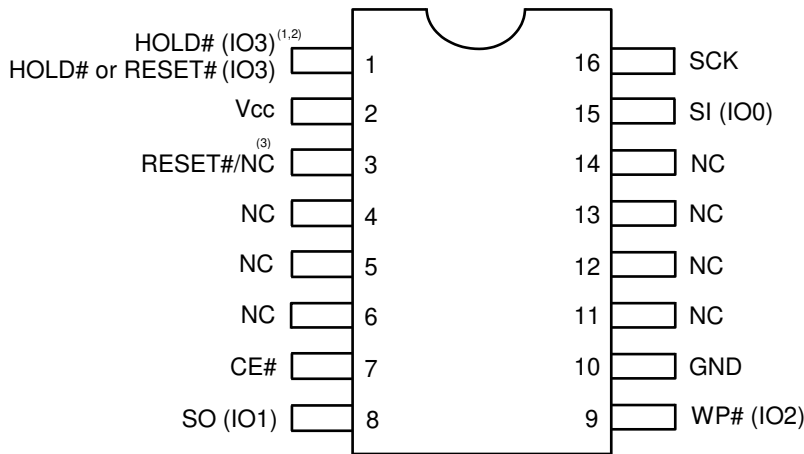 HOLD# (IO3)(1,2)
HOLD# or RESET# (IO3)
1
16
SCK
Vcc
2
15
SI (IO0)
(3)
RESET#/NC
3
14
NC
NC
4
13
NC
NC
5
12
NC
NC
6
11
NC
CE#
7
10
GND
SO (IO1)
8
9
WP# (IO2)